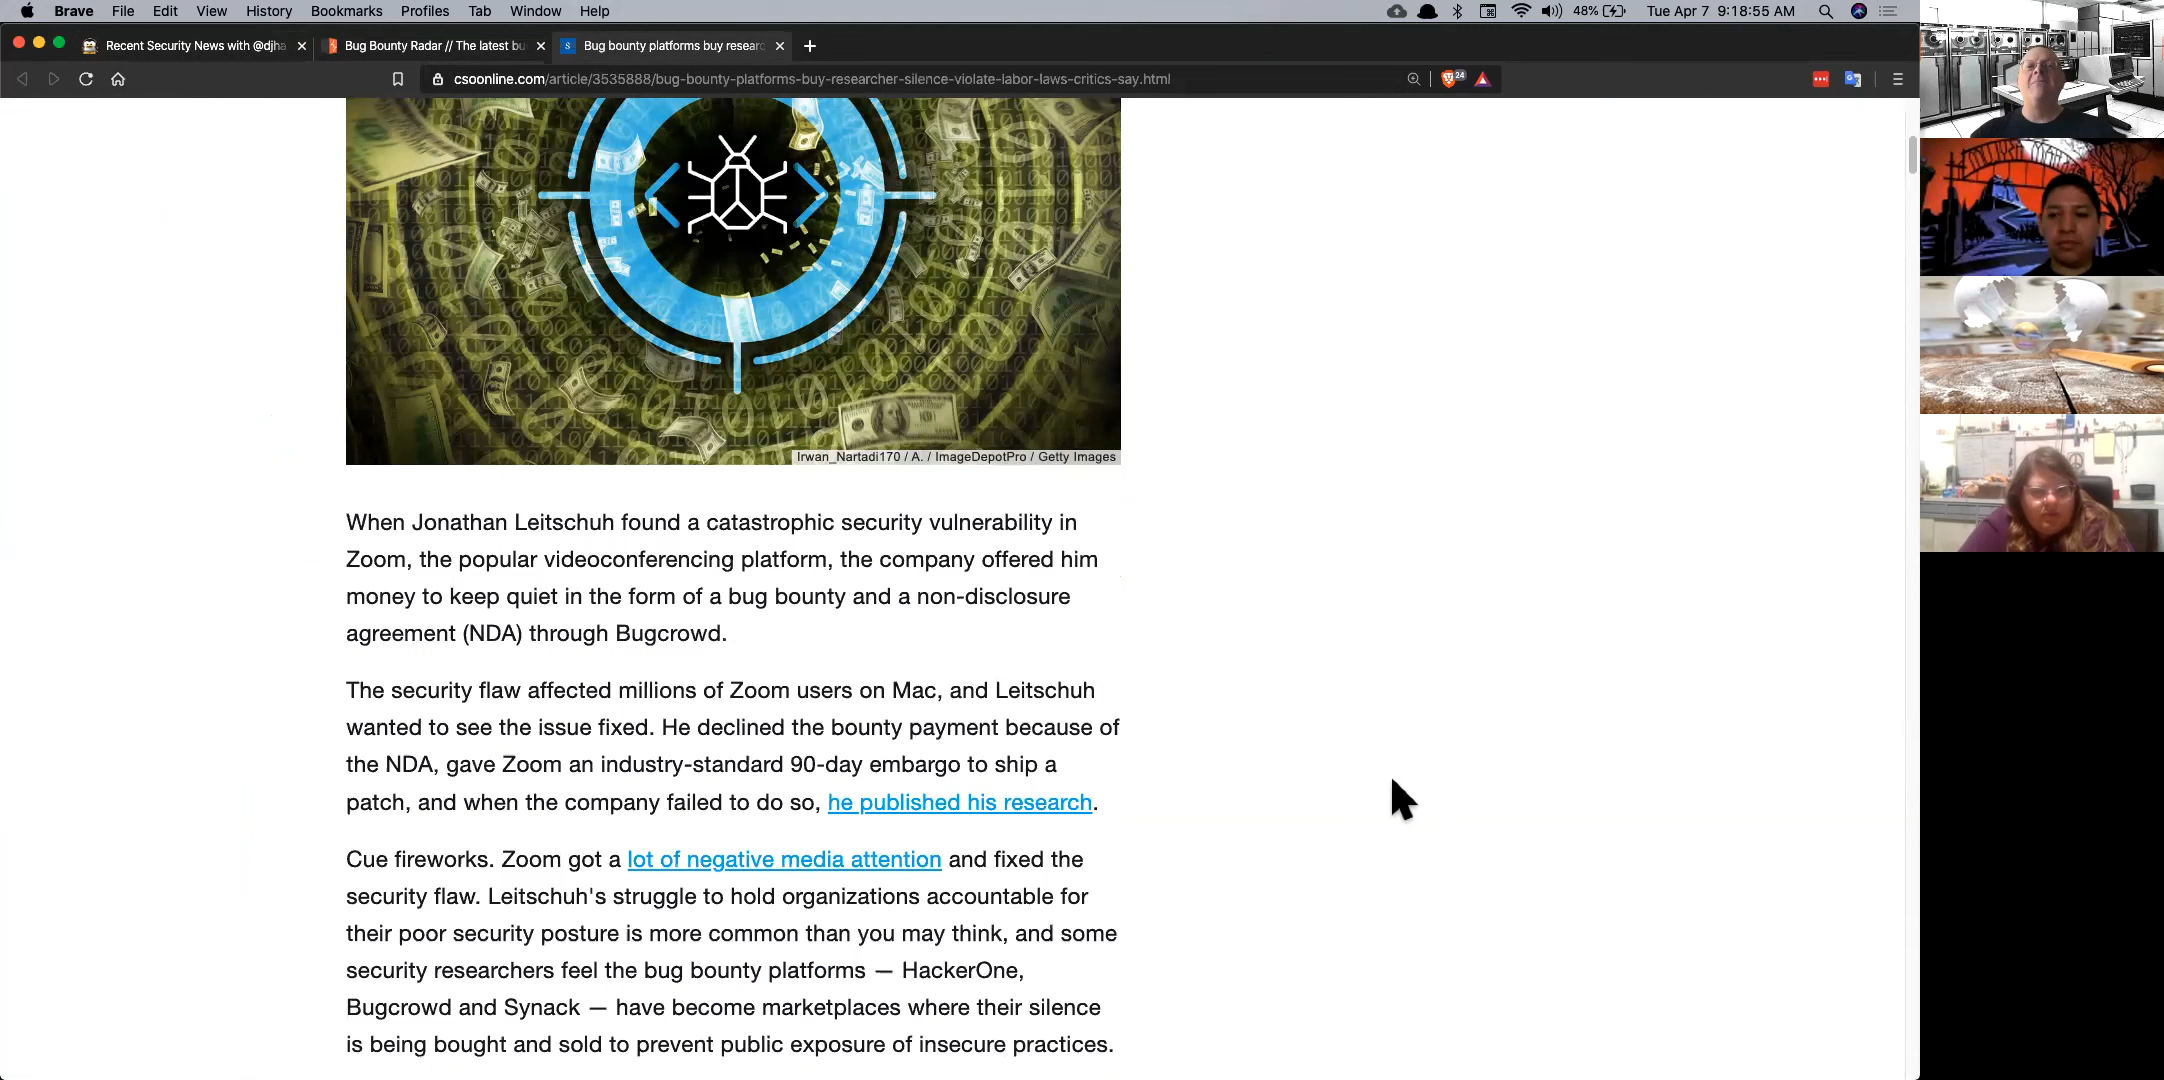 Brave File Edit View History Bookmarks Profiles Tab Window Help 48% Tue Apr 7 9:18:55 AM
Recent Security News with @djha Bug Bounty Radar // The latest bu Bug bounty platforms buy resear
csoonline.com/article/3535888/bug-bounty-platforms-buy-researcher-silence-violate-labor-laws-critics-say.html 24
Irwan_Nartadi170 / A. / ImageDepotPro / Getty Images
When Jonathan Leitschuh found a catastrophic security vulnerability in
Zoom, the popular videoconferencing platform, the company offered him
money to keep quiet in the form of a bug bounty and a non-disclosure
agreement (NDA) through Bugcrowd.
The security flaw affected millions of Zoom users on Mac, and Leitschuh
wanted to see the issue fixed. He declined the bounty payment because of
the NDA, gave Zoom an industry-standard 90-day embargo to ship a
patch, and when the company failed to do so, he published his research.
Cue fireworks. Zoom got a lot of negative media attention and fixed the
security flaw. Leitschuh's struggle to hold organizations accountable for
their poor security posture is more common than you may think, and some
security researchers feel the bug bounty platforms — HackerOne,
Bugcrowd and Synack — have become marketplaces where their silence
is being bought and sold to prevent public exposure of insecure practices.